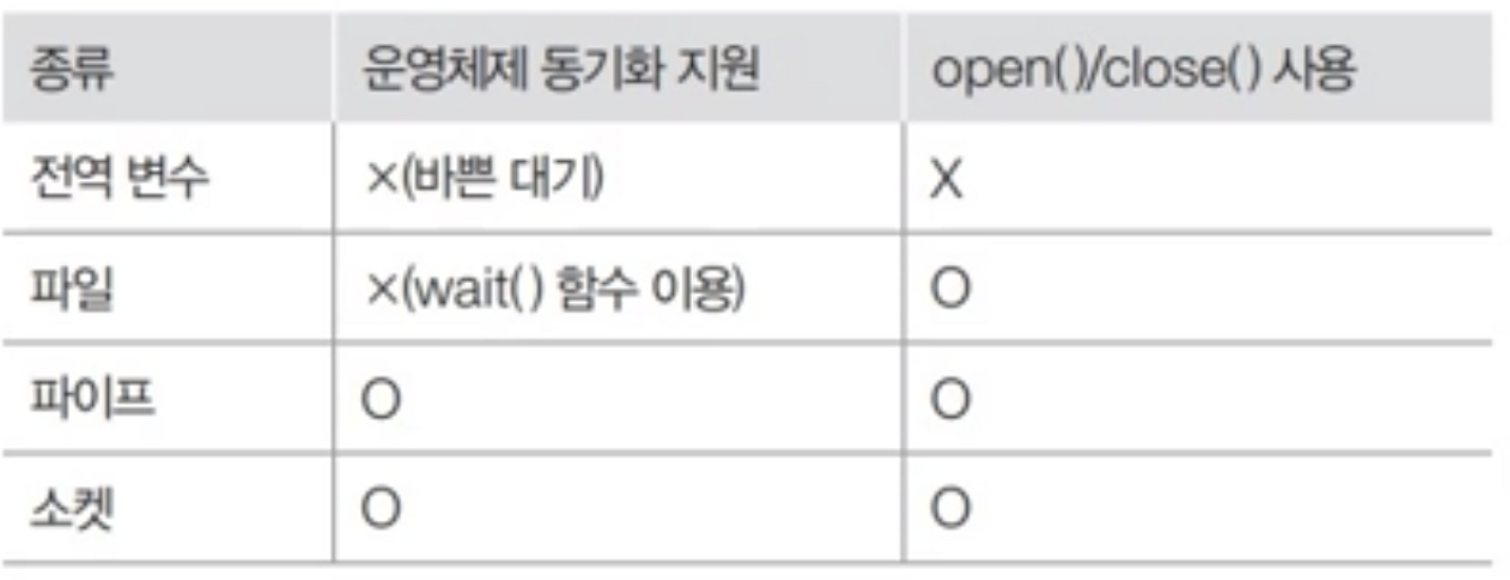 종류 운영체제 동기화 지원 open()/close() 사용
전역 변수 ×(바쁜 대기) X
파일 ×(wait() 함수 이용) O
파이프 O O
소켓 O O